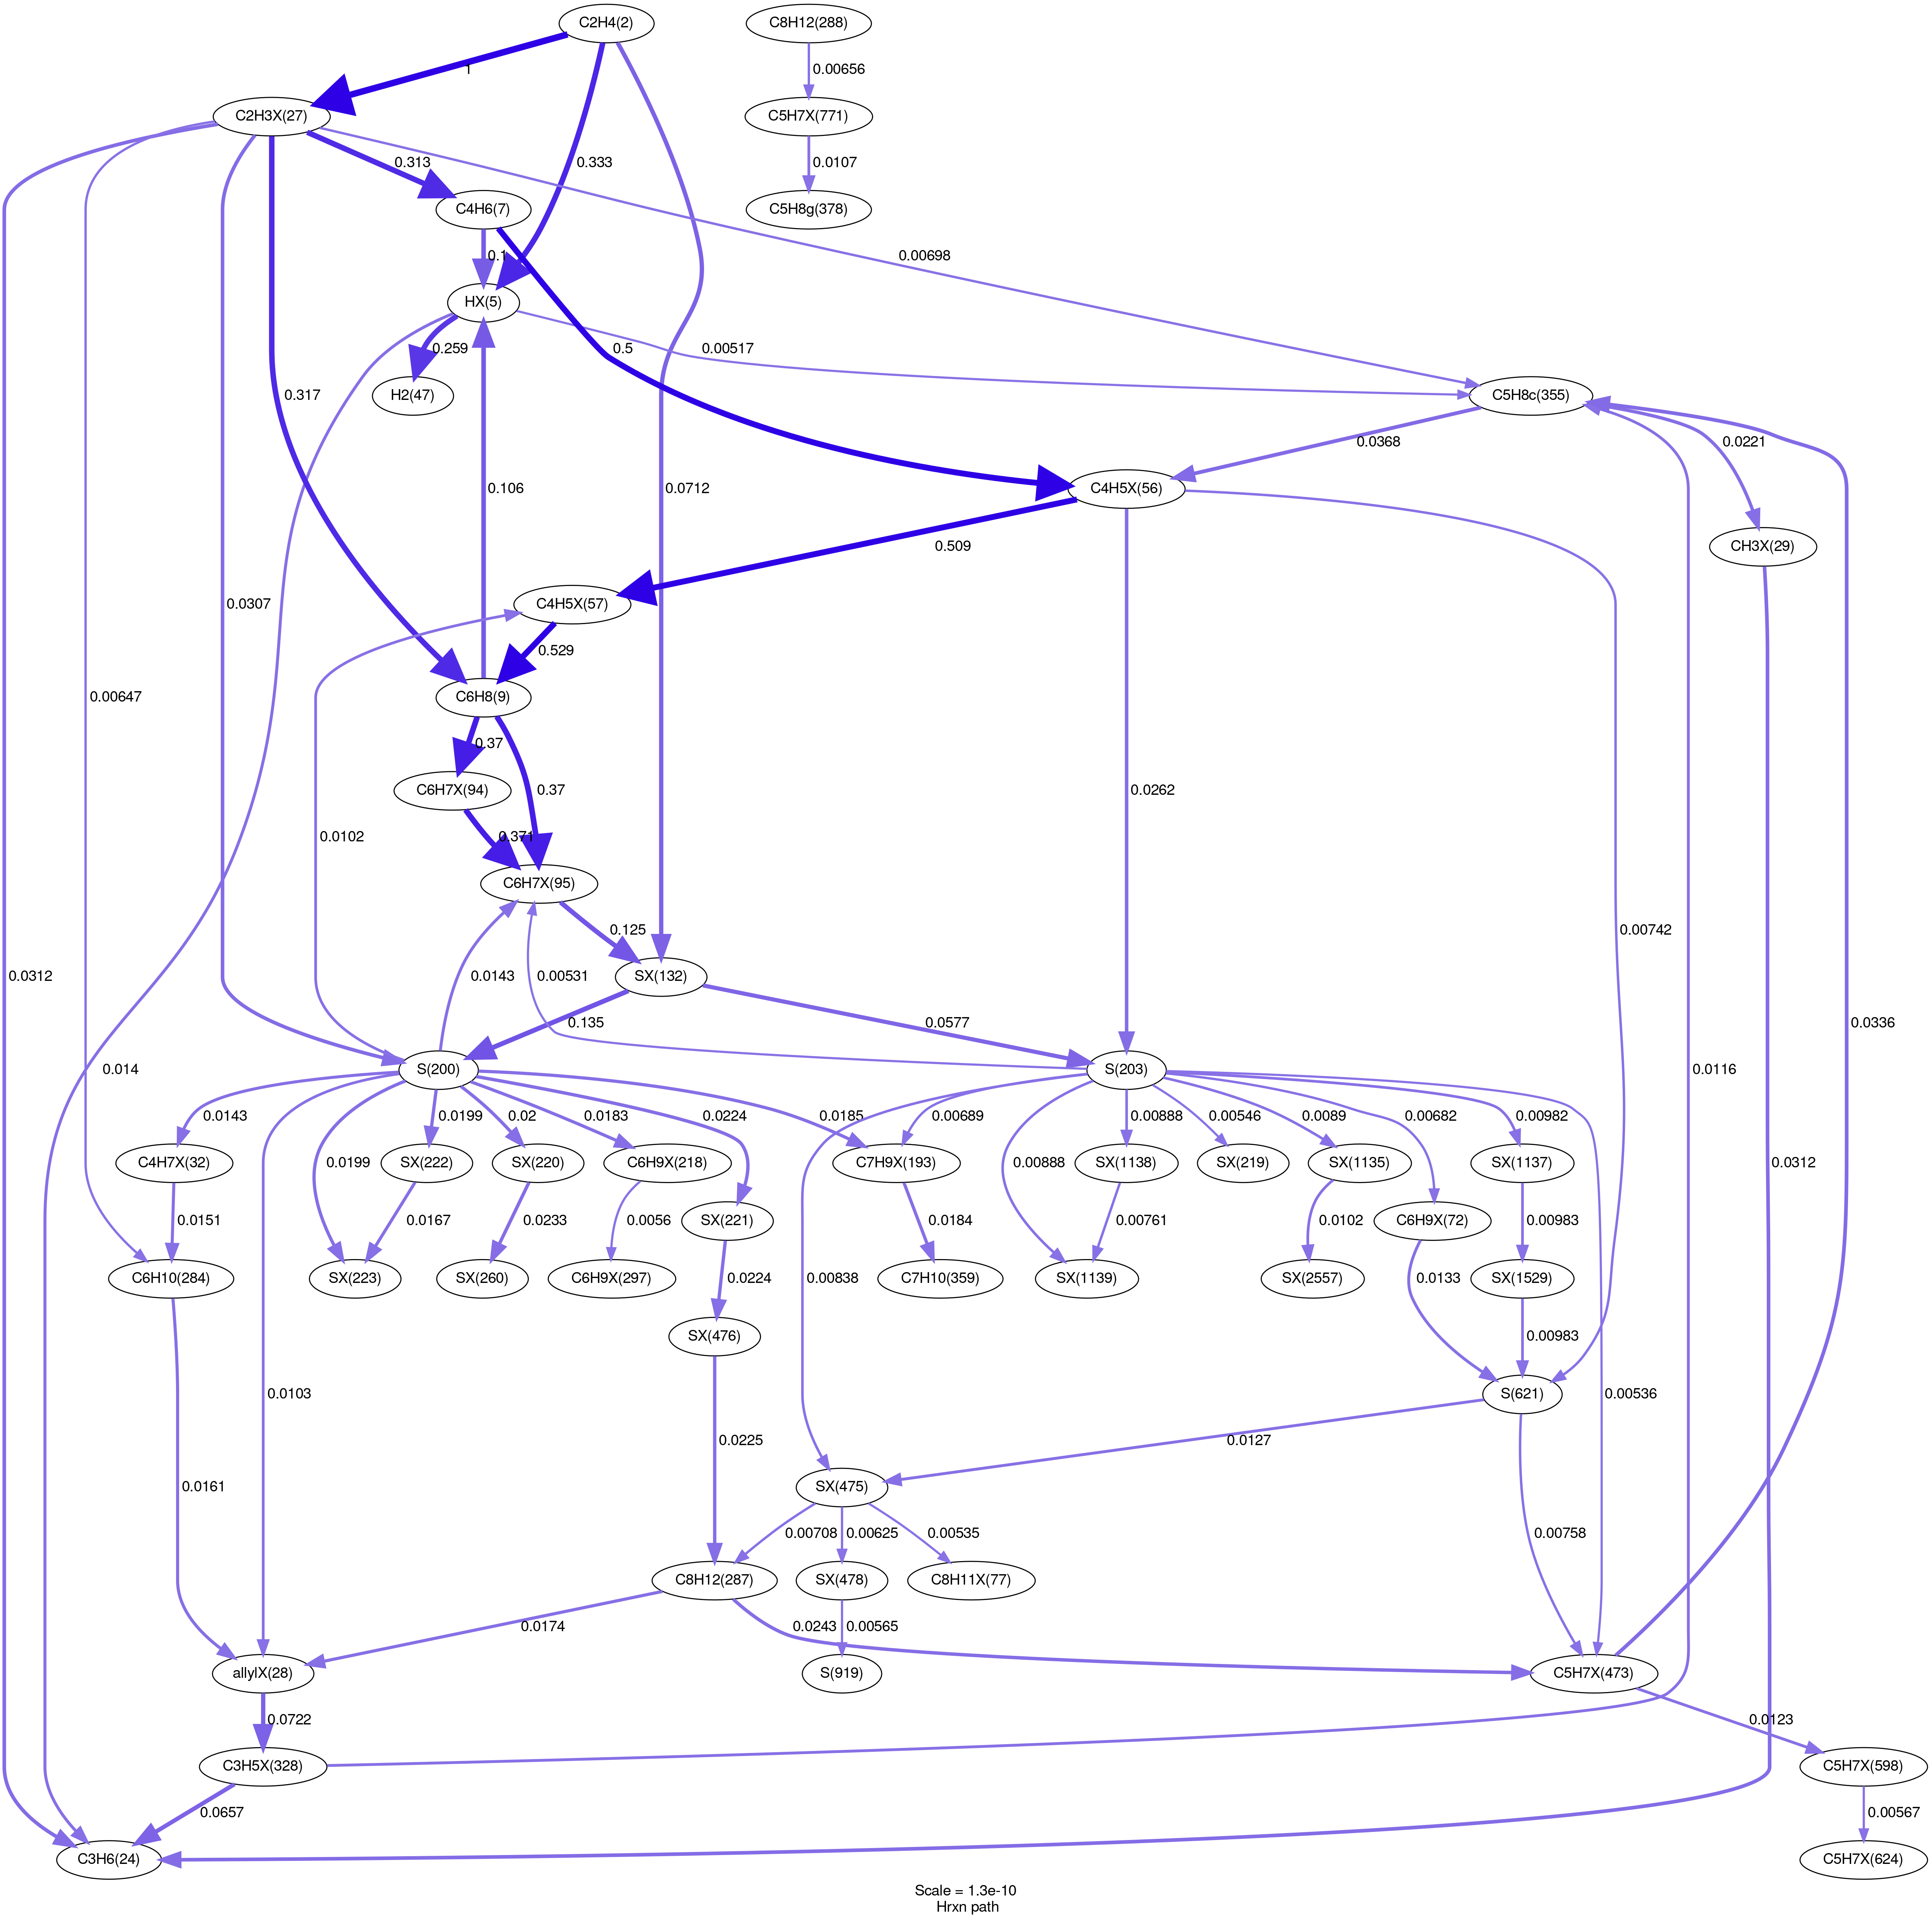 C2H4(2)
C8H12(288)
1
0.00656
C2H3X(27)
C5H7X(771)
0.313
0.333
0.0107
C4H6(7)
C5H8g(378)
0.1
0.00698
HX(5)
0.259
0.5
0.00517
0.317
H2(47)
C5H8c(355)
0.0368
0.0221
0.106
0.0712
C4H5X(56)
0.509
CH3X(29)
0.0307
C4H5X(57)
0.529
0.00647
C6H8(9)
0.37
0.37
0.0262
C6H7X(94)
0.0102
0.371
C6H7X(95)
0.125
0.00742
0.0312
0.0143
0.00531
SX(132)
0.135
0.0577
0.0336
0.014
S(200)
S(203)
0.0116
0.0143
0.0199
0.02
0.0183
0.0224
0.0185
0.00689
0.00888
0.00546
0.0089
0.00682
0.00982
C4H7X(32)
0.0199
SX(222)
SX(220)
C6H9X(218)
C7H9X(193)
0.00888
SX(1138)
SX(219)
SX(1135)
SX(1137)
0.0312
0.0151
0.0167
0.0233
0.0056
SX(221)
0.0184
0.00761
0.0102
C6H9X(72)
0.00983
C6H10(284)
SX(223)
SX(260)
C6H9X(297)
0.0224
0.00838
C7H10(359)
SX(1139)
SX(2557)
0.0133
SX(1529)
SX(476)
0.00983
0.0103
S(621)
0.00536
0.0225
0.0127
0.0161
SX(475)
0.00708
0.00625
0.00535
0.00758
C8H12(287)
SX(478)
C8H11X(77)
0.0174
0.0243
0.00565
allylX(28)
S(919)
C5H7X(473)
0.0722
0.0123
C3H5X(328)
C5H7X(598)
0.0657
0.00567
C3H6(24)
C5H7X(624)
Scale = 1.3e-10
Hrxn path